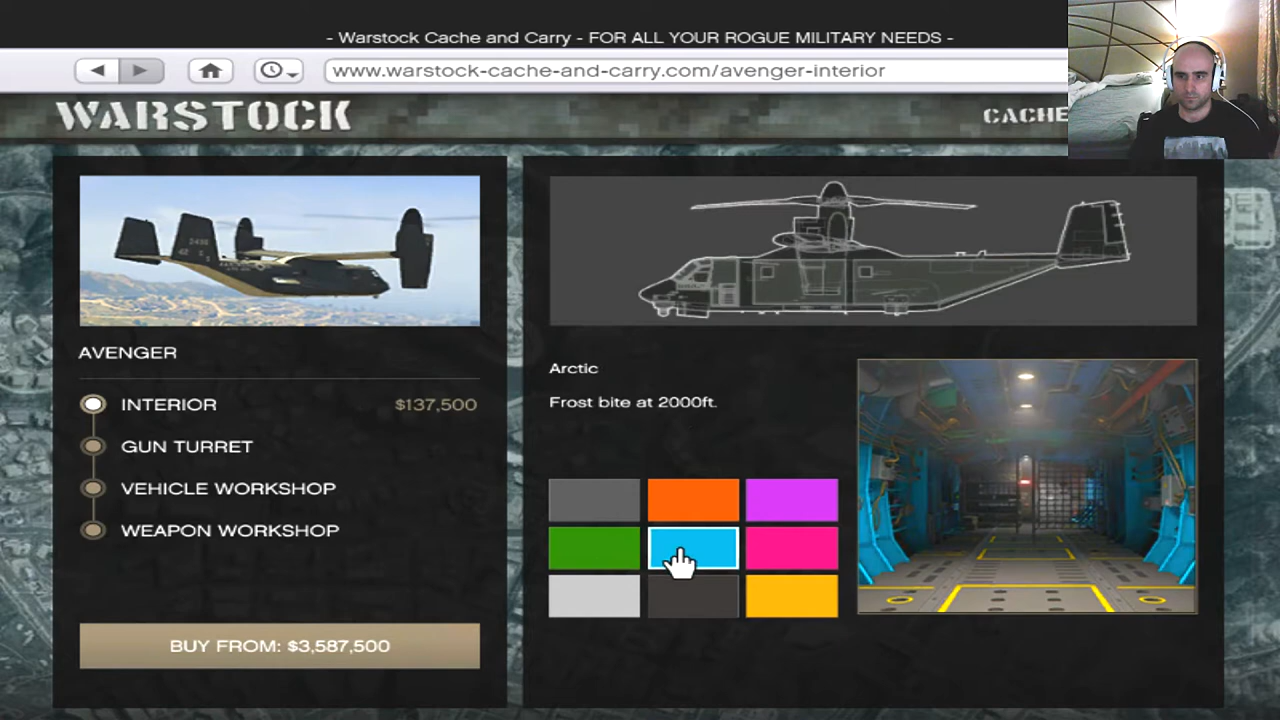 - Warstock Cache and Carry - FOR ALL YOUR ROGUE MILITARY NEEDS -
www.warstock-cache-and-carry.com/avenger-interior
WARSTOCK
CACHE
AVENGER
INTERIOR $137,500
GUN TURRET
VEHICLE WORKSHOP
WEAPON WORKSHOP
BUY FROM: $3,587,500
Arctic
Frost bite at 2000ft.